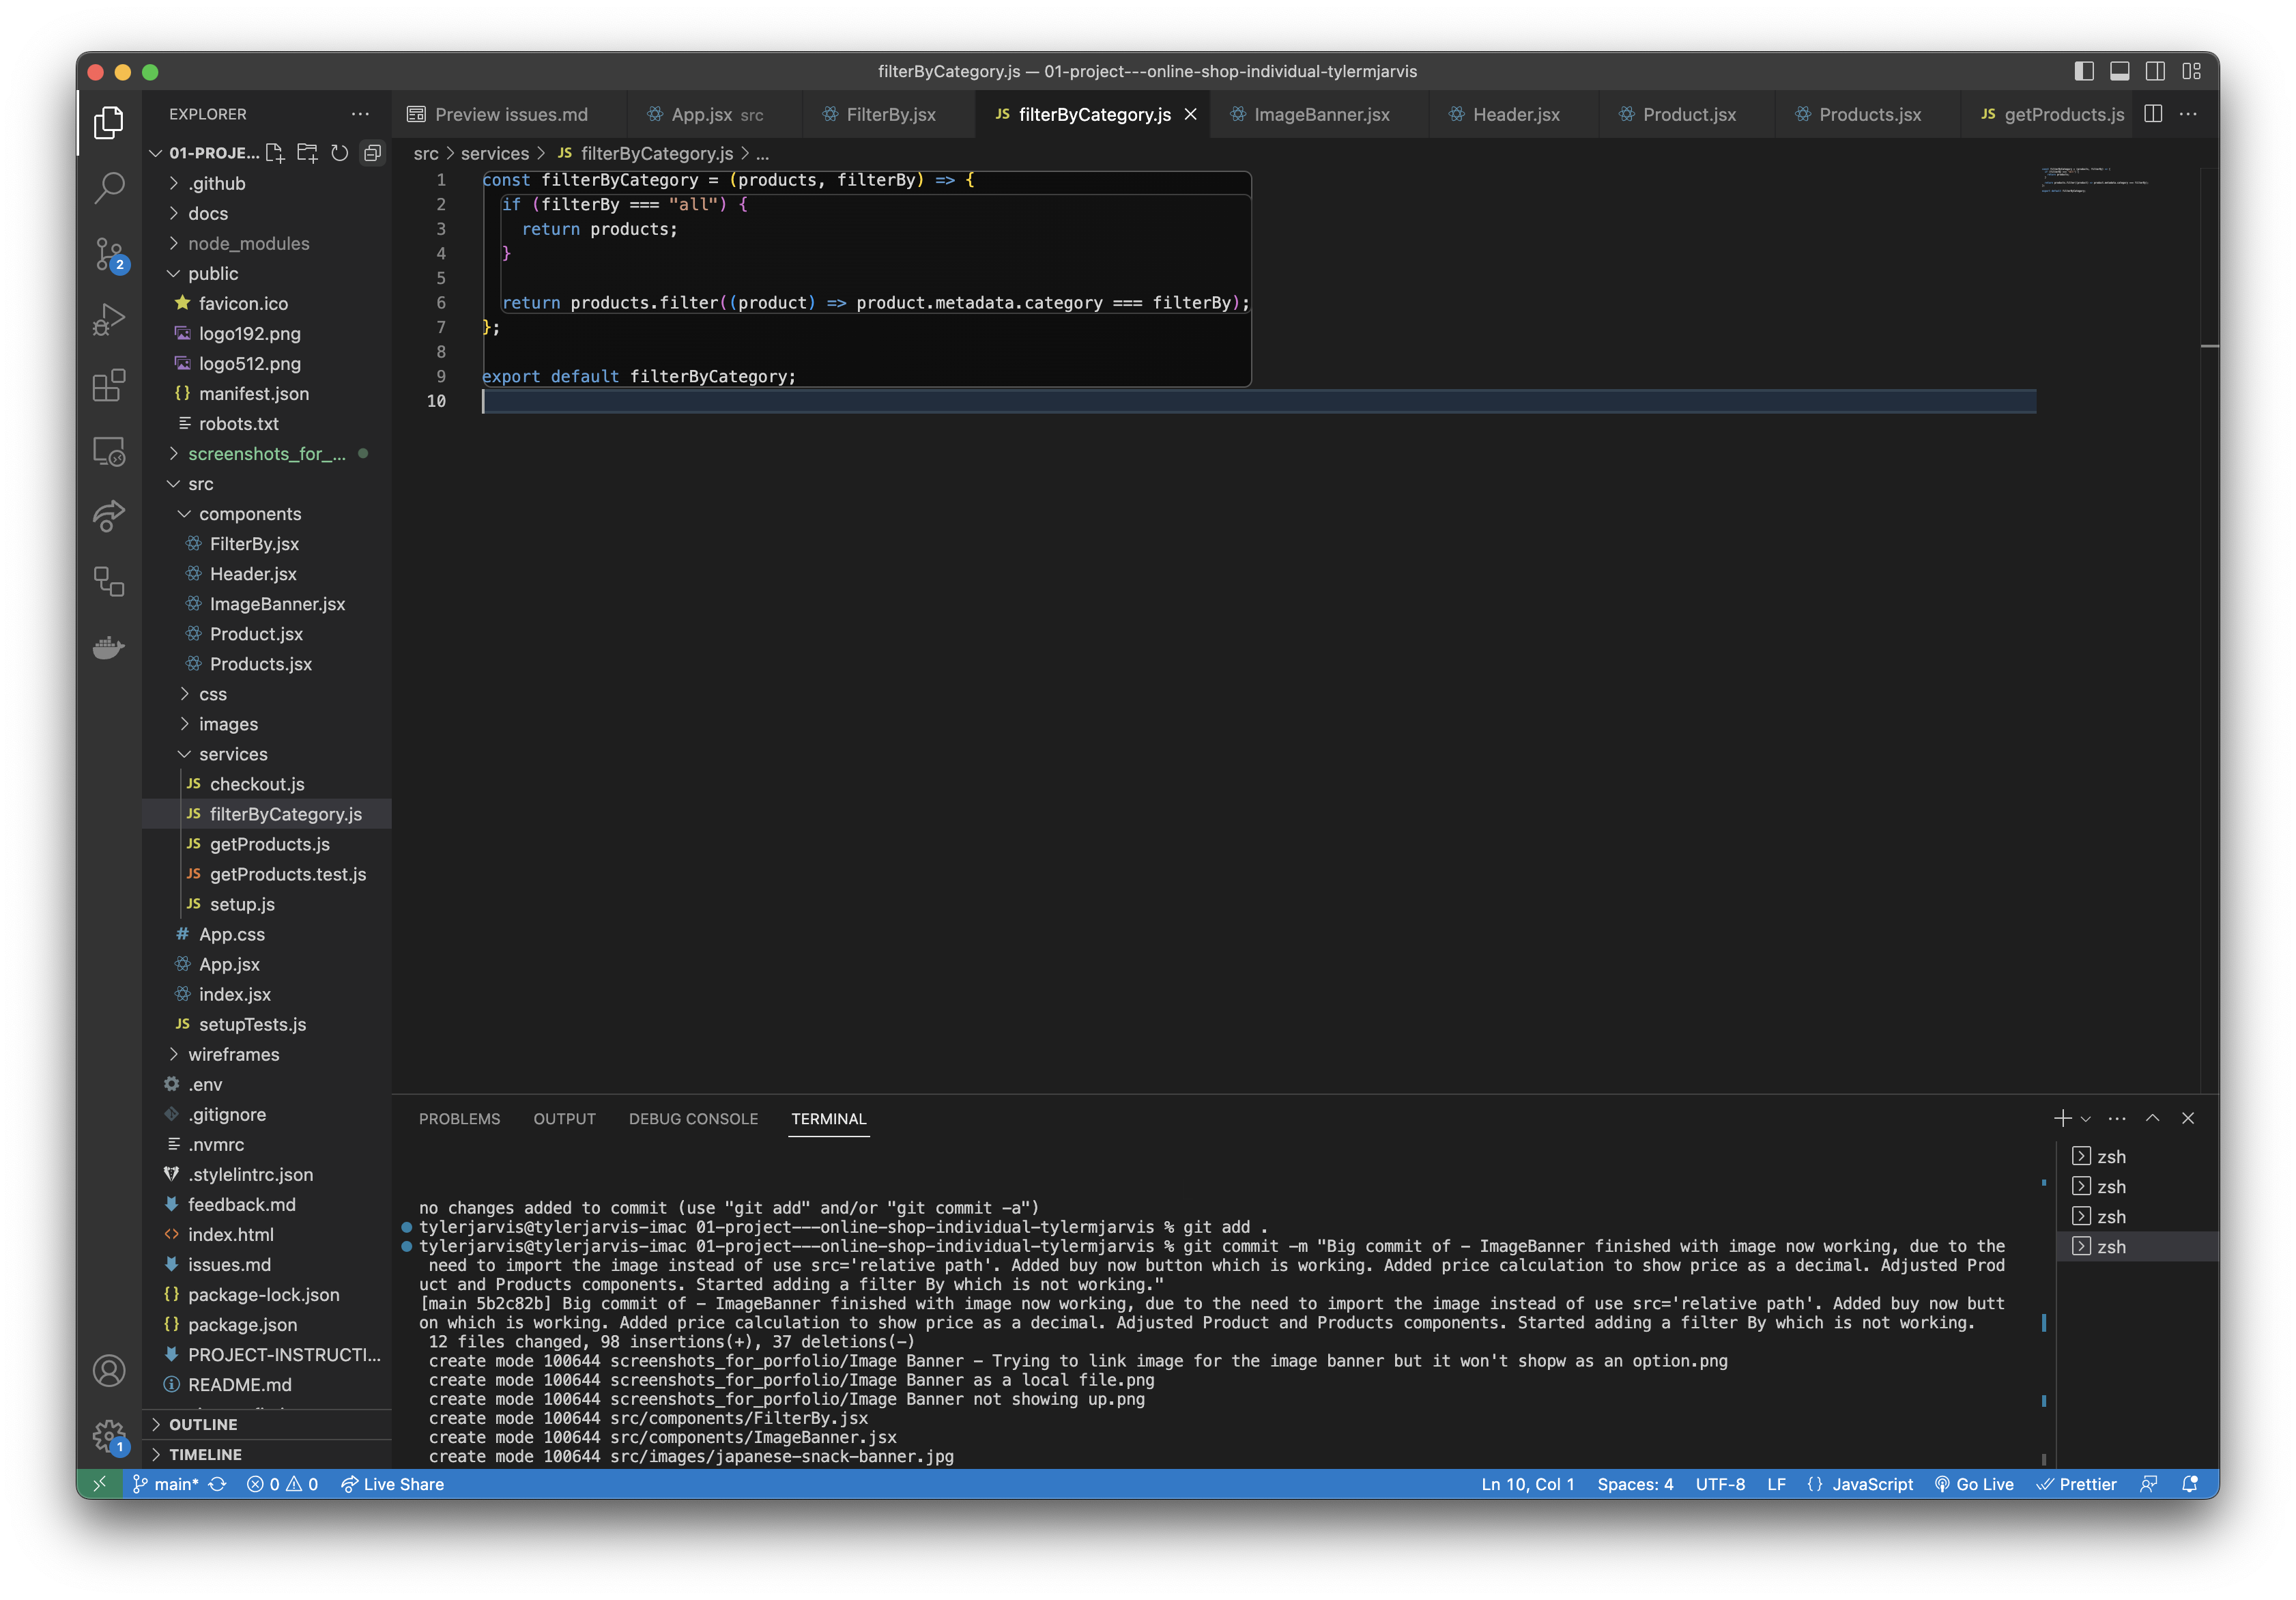 filterByCategory.js — 01-project---online-shop-individual-tylermjarvis
EXPLORER
Preview issues.md
App.jsx src
FilterBy.jsx
JS filterByCategory.js
ImageBanner.jsx
Header.jsx
Product.jsx
Products.jsx
JS getProducts.js
01-PROJE...
.github
docs
node_modules
public
favicon.ico
logo192.png
logo512.png
{} manifest.json
robots.txt
screenshots_for_...
src
components
FilterBy.jsx
Header.jsx
ImageBanner.jsx
Product.jsx
Products.jsx
css
images
services
JS checkout.js
JS filterByCategory.js
JS getProducts.js
JS getProducts.test.js
JS setup.js
# App.css
App.jsx
index.jsx
JS setupTests.js
wireframes
.env
.gitignore
.nvmrc
.stylelintrc.json
feedback.md
<> index.html
issues.md
{} package-lock.json
{} package.json
PROJECT-INSTRUCTI...
README.md
OUTLINE
TIMELINE
2
1
src > services > JS filterByCategory.js > ...
1 const filterByCategory = (products, filterBy) => {
2 if (filterBy === "all") {
3 return products;
4 }
5
6 return products.filter((product) => product.metadata.category === filterBy);
7 };
8
9 export default filterByCategory;
10
PROBLEMS OUTPUT DEBUG CONSOLE TERMINAL
no changes added to commit (use "git add" and/or "git commit -a")
tylerjarvis@tylerjarvis-imac 01-project---online-shop-individual-tylermjarvis % git add .
tylerjarvis@tylerjarvis-imac 01-project---online-shop-individual-tylermjarvis % git commit -m "Big commit of - ImageBanner finished with image now working, due to the
need to import the image instead of use src='relative path'. Added buy now button which is working. Added price calculation to show price as a decimal. Adjusted Prod
uct and Products components. Started adding a filter By which is not working."
[main 5b2c82b] Big commit of - ImageBanner finished with image now working, due to the need to import the image instead of use src='relative path'. Added buy now butt
on which is working. Added price calculation to show price as a decimal. Adjusted Product and Products components. Started adding a filter By which is not working.
12 files changed, 98 insertions(+), 37 deletions(-)
create mode 100644 screenshots_for_porfolio/Image Banner - Trying to link image for the image banner but it won't shopw as an option.png
create mode 100644 screenshots_for_porfolio/Image Banner as a local file.png
create mode 100644 screenshots_for_porfolio/Image Banner not showing up.png
create mode 100644 src/components/FilterBy.jsx
create mode 100644 src/components/ImageBanner.jsx
create mode 100644 src/images/japanese-snack-banner.jpg
zsh
zsh
zsh
zsh
main* 0 0 Live Share
Ln 10, Col 1 Spaces: 4 UTF-8 LF {} JavaScript Go Live Prettier